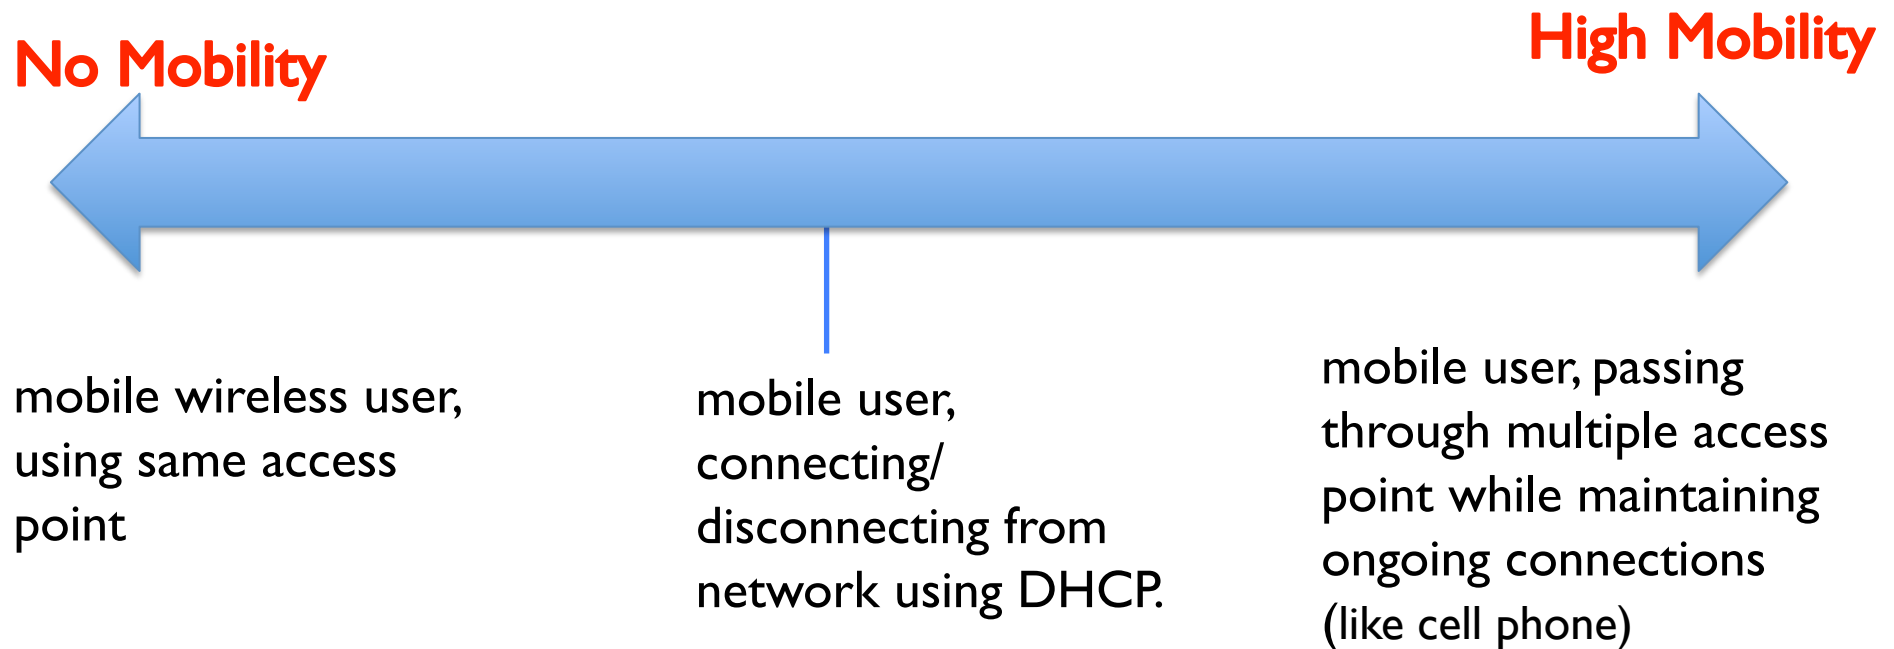 No Mobility
High Mobility
mobile wireless user,
using same access
point
mobile user,
connecting/
disconnecting from
network using DHCP.
mobile user, passing
through multiple access
point while maintaining
ongoing connections
(like cell phone)